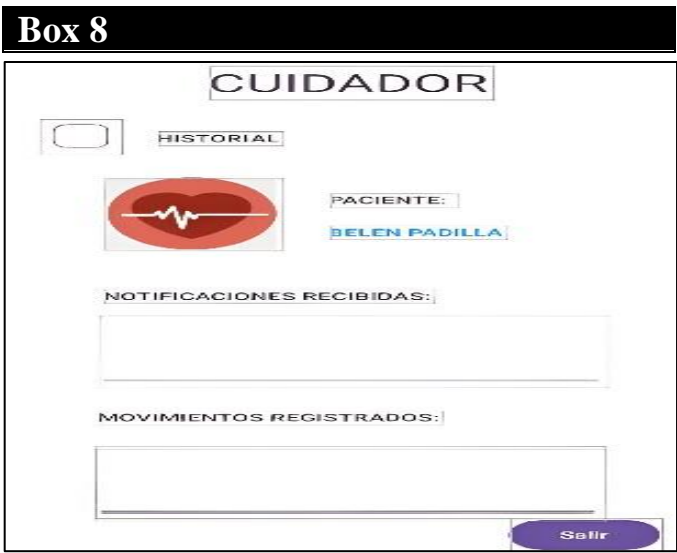 Box 8
CUIDADOR
HISTORIAL
PACIENTE:
BELEN PADILLA
NOTIFICACIONES RECIBIDAS:
MOVIMIENTOS REGISTRADOS:
Salir